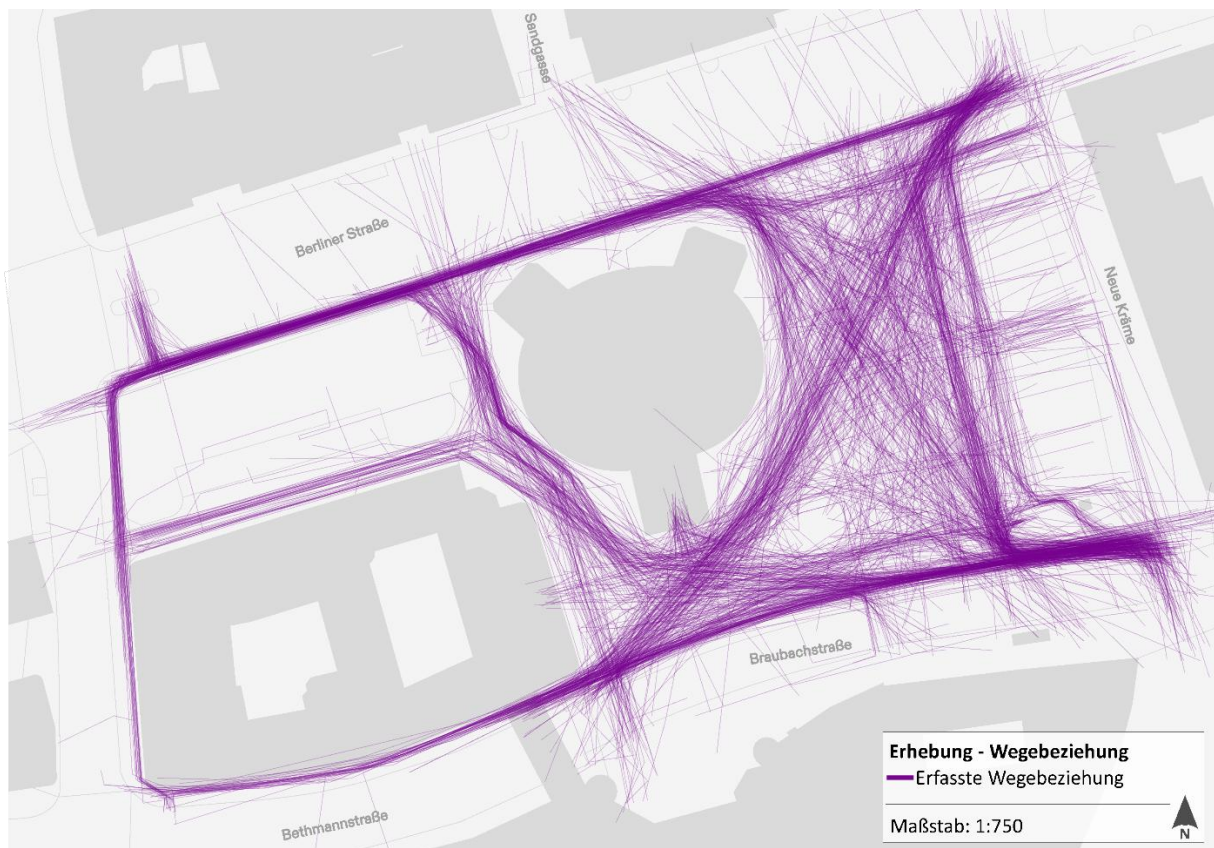 Sandgasse
Berliner Straße
Neue Kräme
Braubachstraße
Bethmannstraße
Erhebung - Wegebeziehung
Erfasste Wegebeziehung
Maßstab: 1:750
N